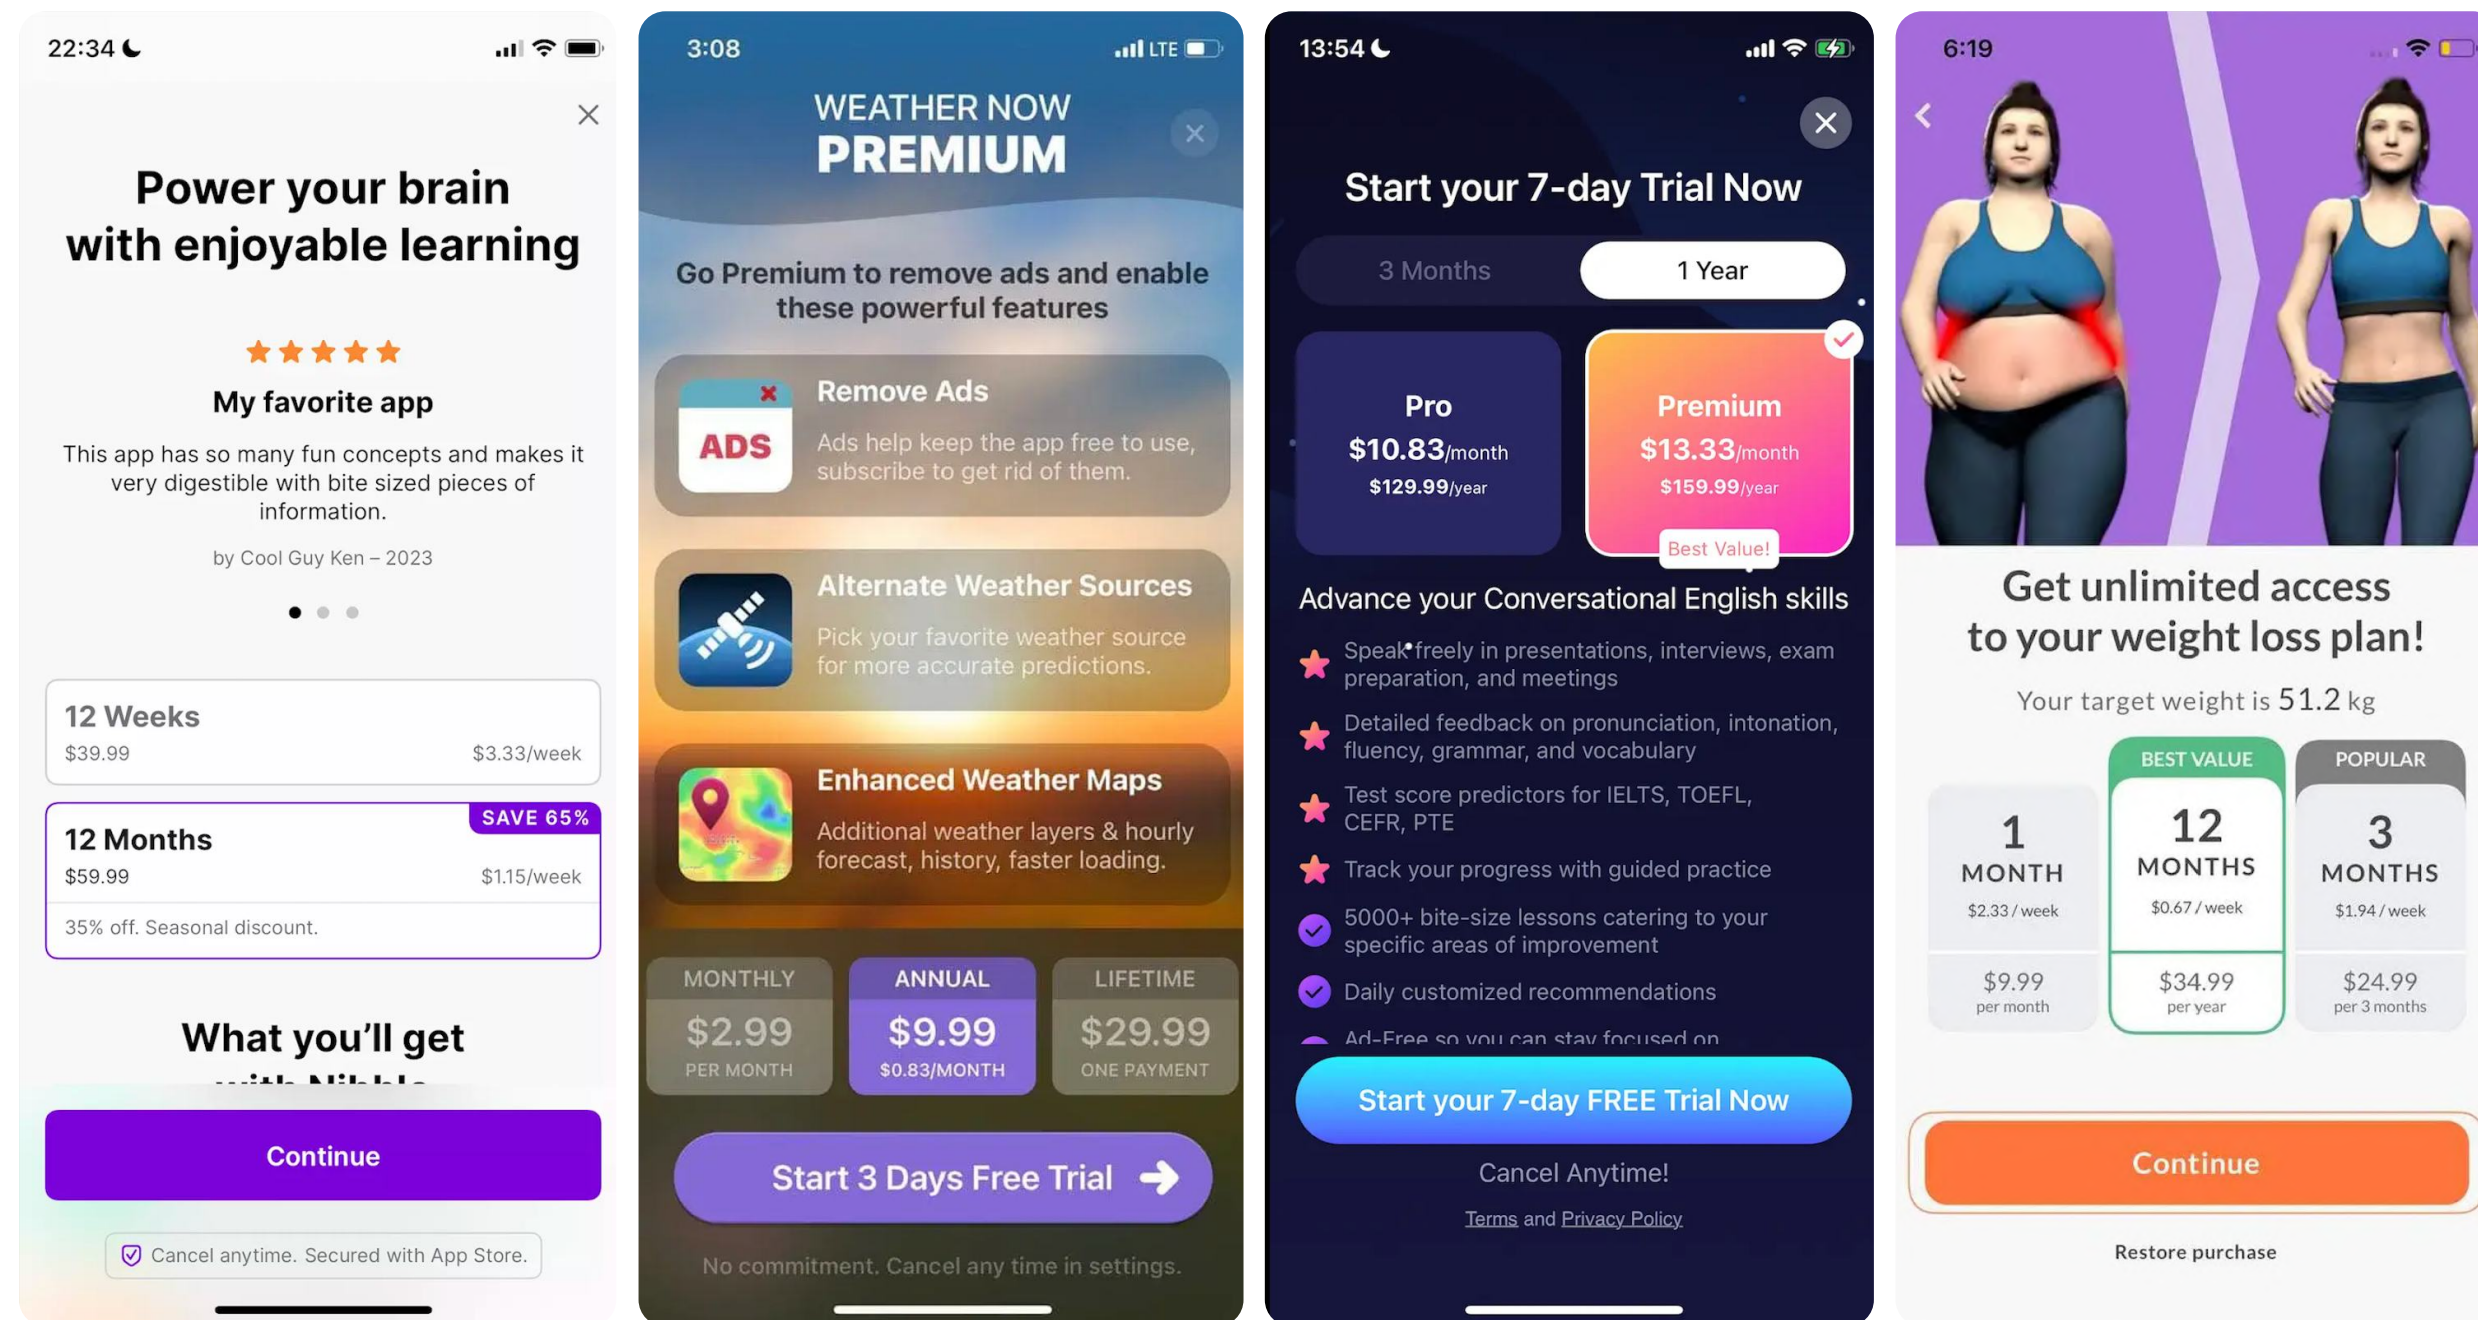 22:34
Power your brain
with enjoyable learning
My favorite app
This app has so many fun concepts and makes it
very digestible with bite sized pieces of
information.
by Cool Guy Ken – 2023
12 Weeks
$39.99 $3.33/week
SAVE 65%
12 Months
$59.99 $1.15/week
35% off. Seasonal discount.
What you'll get
with Nibble
Continue
Cancel anytime. Secured with App Store.
3:08 LTE
WEATHER NOW
PREMIUM
Go Premium to remove ads and enable
these powerful features
ADS
Remove Ads
Ads help keep the app free to use,
subscribe to get rid of them.
Alternate Weather Sources
Pick your favorite weather source
for more accurate predictions.
Enhanced Weather Maps
Additional weather layers & hourly
forecast, history, faster loading.
MONTHLY
$2.99
PER MONTH
ANNUAL
$9.99
$0.83/MONTH
LIFETIME
$29.99
ONE PAYMENT
Start 3 Days Free Trial
No commitment. Cancel any time in settings.
13:54
Start your 7-day Trial Now
3 Months 1 Year
Pro
$10.83/month
$129.99/year
Premium
$13.33/month
$159.99/year
Best Value!
Advance your Conversational English skills
Speak freely in presentations, interviews, exam
preparation, and meetings
Detailed feedback on pronunciation, intonation,
fluency, grammar, and vocabulary
Test score predictors for IELTS, TOEFL,
CEFR, PTE
Track your progress with guided practice
5000+ bite-size lessons catering to your
specific areas of improvement
Daily customized recommendations
Ad-Free so you can stay focused on
Start your 7-day FREE Trial Now
Cancel Anytime!
Terms and Privacy Policy
6:19
Get unlimited access
to your weight loss plan!
Your target weight is 51.2 kg
1
MONTH
$2.33 / week
$9.99
per month
BEST VALUE
12
MONTHS
$0.67 / week
$34.99
per year
POPULAR
3
MONTHS
$1.94 / week
$24.99
per 3 months
Continue
Restore purchase